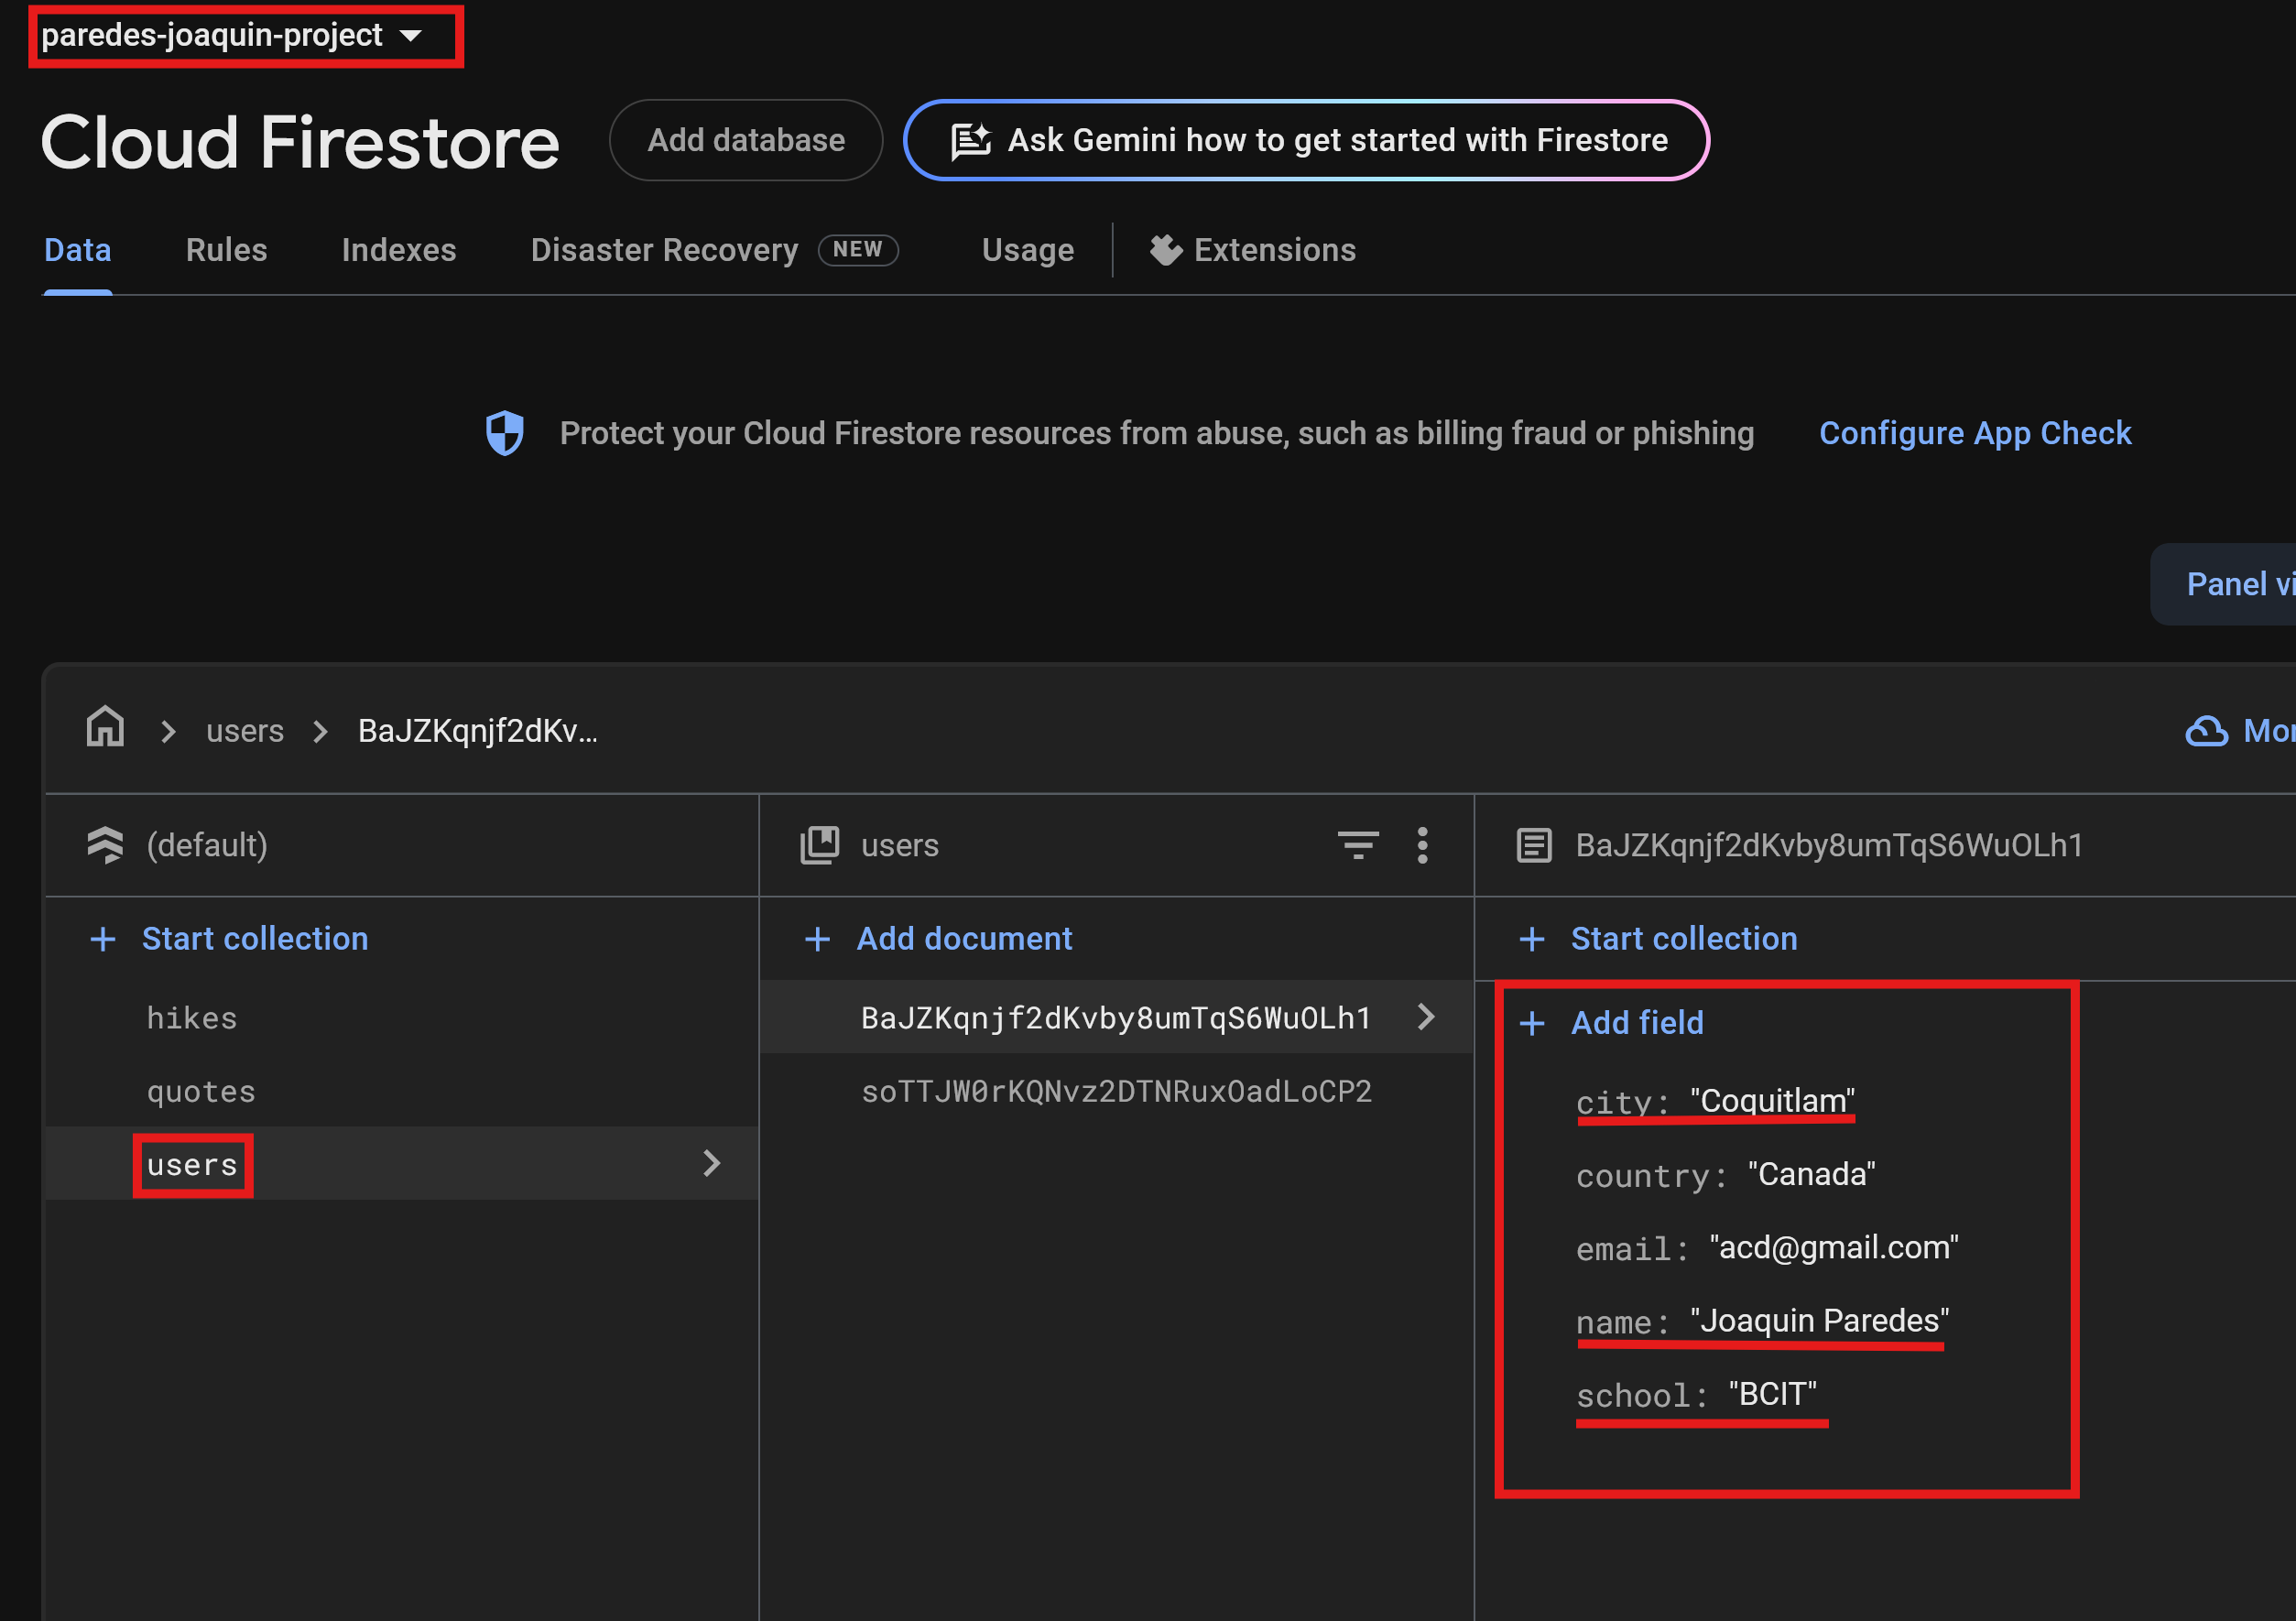 paredes-joaquin-project
Cloud Firestore
Add database
Ask Gemini how to get started with Firestore
Data
Rules
Indexes
Disaster Recovery
NEW
Usage
Extensions
Protect your Cloud Firestore resources from abuse, such as billing fraud or phishing
Configure App Check
Panel vi
users
BaJZKqnjf2dKv...
Mor
(default)
users
BaJZKqnjf2dKvby8umTqS6WuOLh1
Start collection
Add document
Start collection
hikes
quotes
users
BaJZKqnjf2dKvby8umTqS6WuOLh1
soTTJW0rKQNvz2DTNRuxOadLoCP2
Add field
city: "Coquitlam"
country: "Canada"
email: "acd@gmail.com"
name: "Joaquin Paredes"
school: "BCIT"